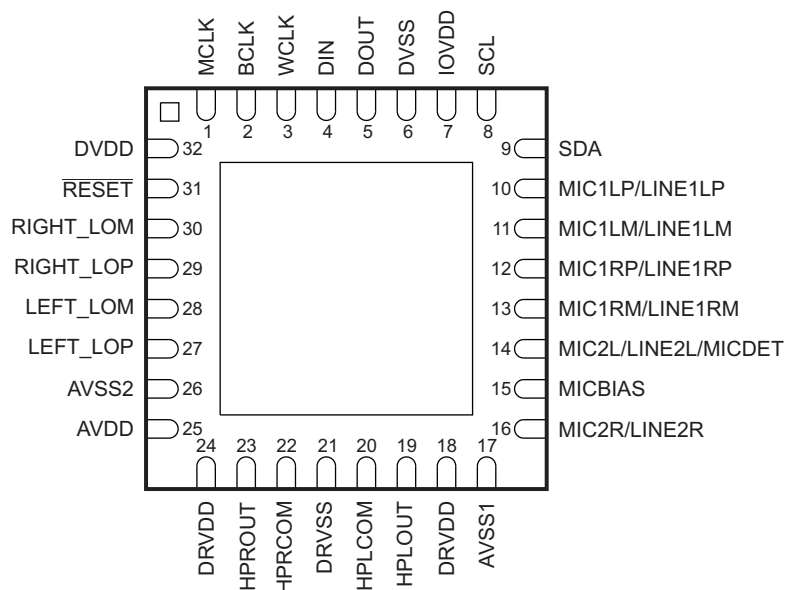 MCLK
BCLK
WCLK
DIN
DOUT
DVSS
IOVDD
SCL
1
2
3
4
5
6
7
8
DVDD 32
RESET 31
RIGHT_LOM 30
RIGHT_LOP 29
LEFT_LOM 28
LEFT_LOP 27
AVSS2 26
AVDD 25
9 SDA
10 MIC1LP/LINE1LP
11 MIC1LM/LINE1LM
12 MIC1RP/LINE1RP
13 MIC1RM/LINE1RM
14 MIC2L/LINE2L/MICDET
15 MICBIAS
16 MIC2R/LINE2R
24
23
22
21
20
19
18
17
DRVDD
HPROUT
HPRCOM
DRVSS
HPLCOM
HPLOUT
DRVDD
AVSS1